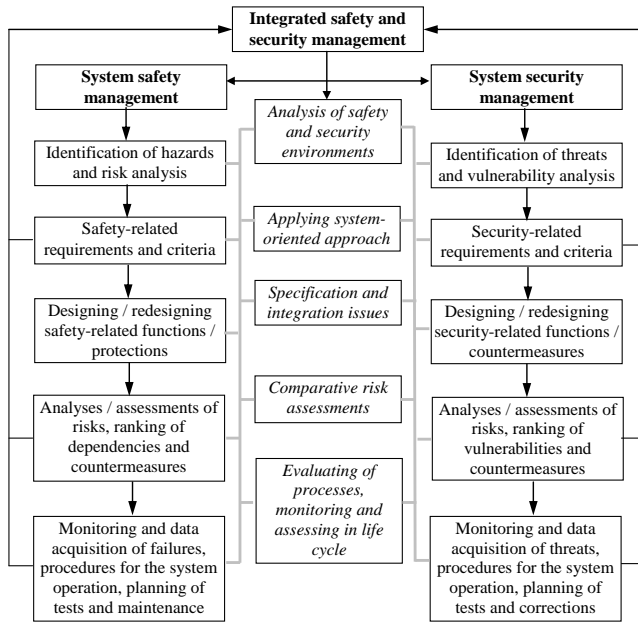 Integrated safety and
security management
System safety
management
System security
management
Analysis of safety
and security
environments
Identification of hazards
and risk analysis
Identification of threats
and vulnerability analysis
Safety-related
requirements and criteria
Applying system-
oriented approach
Security-related
requirements and criteria
Designing / redesigning
safety-related functions /
protections
Specification and
integration issues
Designing / redesigning
security-related functions /
countermeasures
Analyses / assessments of
risks, ranking of
dependencies and
countermeasures
Comparative risk
assessments
Analyses / assessments of
risks, ranking of
vulnerabilities and
countermeasures
Evaluating of
processes,
monitoring and
assessing in life
cycle
Monitoring and data
acquisition of failures,
procedures for the system
operation, planning of
tests and maintenance
Monitoring and data
acquisition of threats,
procedures for the system
operation, planning of
tests and corrections